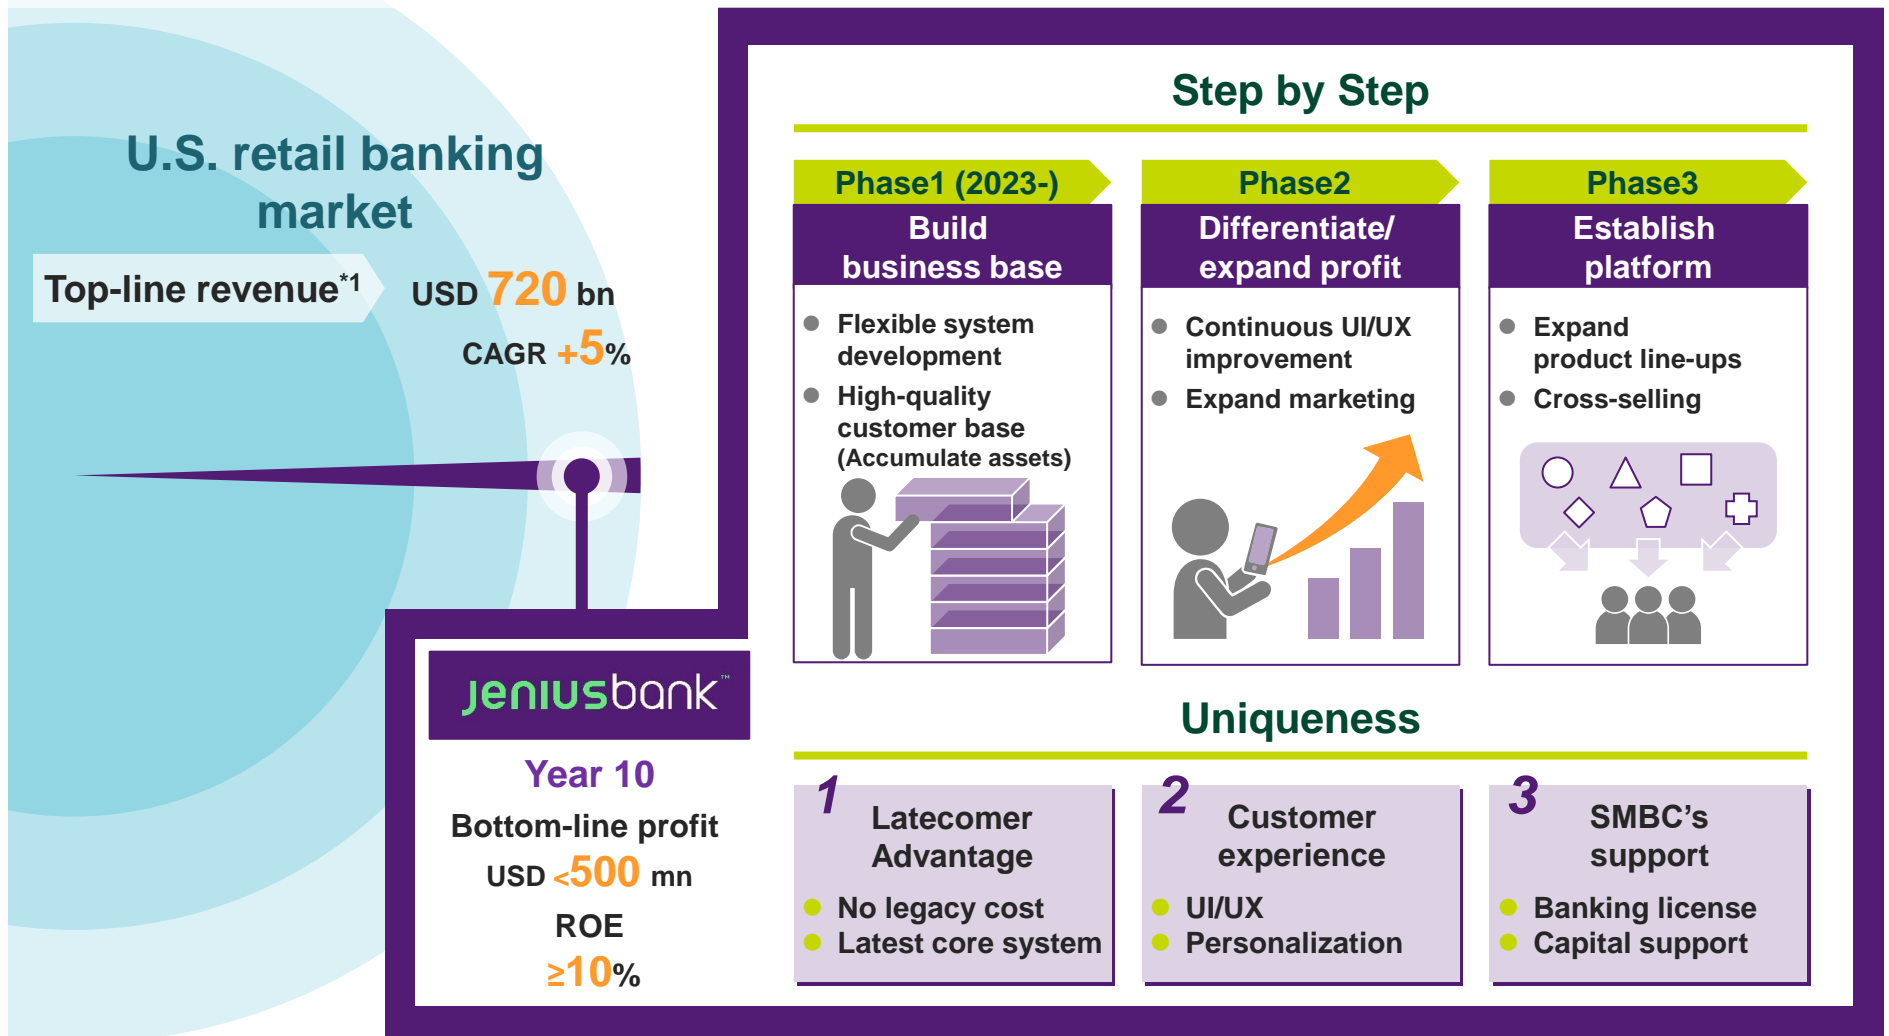 U.S. retail banking
market
Top-line revenue*1
USD 720 bn
CAGR +5%
jeniusbank™
Year 10
Bottom-line profit
USD <500 mn
ROE
≥10%
Step by Step
Phase1 (2023-)
Build
business base
Flexible system
development
High-quality
customer base
(Accumulate assets)
Phase2
Differentiate/
expand profit
Continuous UI/UX
improvement
Expand marketing
Phase3
Establish
platform
Expand
product line-ups
Cross-selling
Uniqueness
1
Latecomer
Advantage
No legacy cost
Latest core system
2
Customer
experience
UI/UX
Personalization
3
SMBC’s
support
Banking license
Capital support